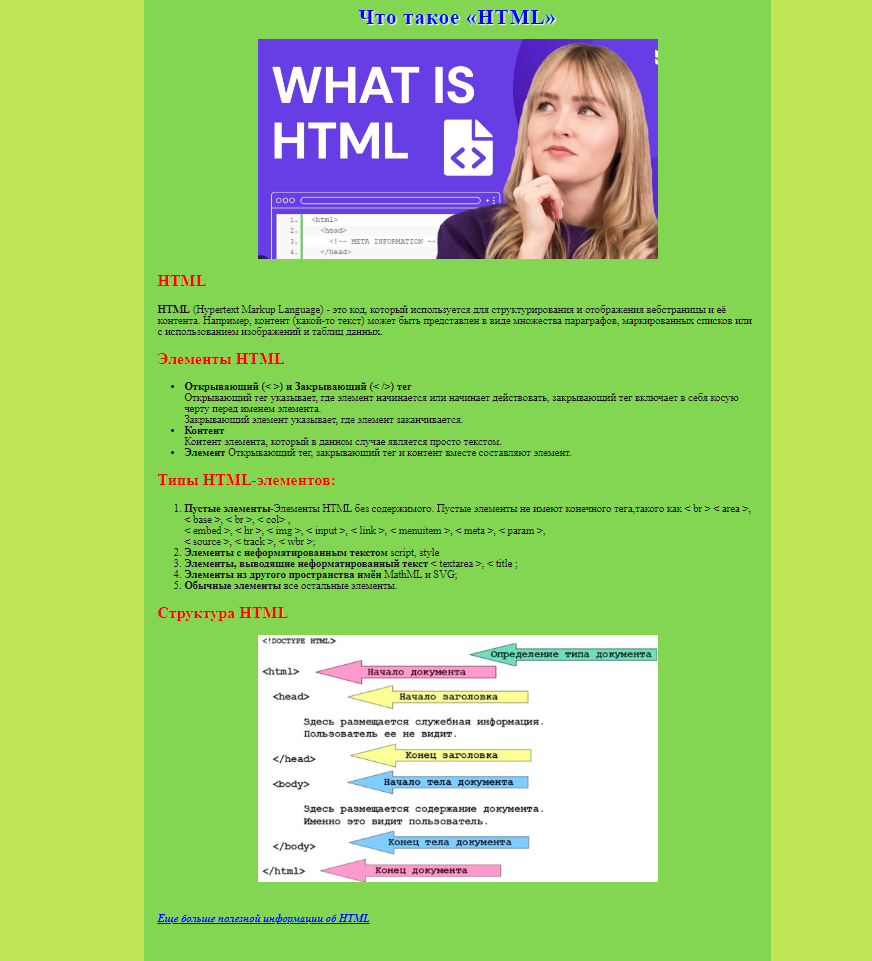 Что такое «HTML»
WHAT IS
HTML
1. <html>
2. <head>
3. <!-- META INFORMATION --
4. </head>
HTML
HTML (Hypertext Markup Language) - это код, который используется для структурирования и отображения вебстраницы и её
контента. Например, контент (какой-то текст) может быть представлен в виде множества параграфов, маркированных списков или
с использованием изображений и таблиц данных.
Элементы HTML
• Открывающий (< >) и Закрывающий (< />) тег
Открывающий тег указывает, где элемент начинается или начинает действовать, закрывающий тег включает в себя косую
черту перед именем элемента.
Закрывающий элемент указывает, где элемент заканчивается.
• Контент
Контент элемента, который в данном случае является просто текстом.
• Элемент Открывающий тег, закрывающий тег и контент вместе составляют элемент.
Типы HTML-элементов:
1. Пустые элементы-Элементы HTML без содержимого. Пустые элементы не имеют конечного тега,такого как < br > < area >,
< base >, < br >, < col> ,
< embed >, < hr >, < img >, < input >, < link >, < menuitem >, < meta >, < param >,
< source >, < track >, < wbr >;
2. Элементы с неформатированным текстом script, style
3. Элементы, выводящие неформатированный текст < textarea >, < title ;
4. Элементы из другого пространства имён MathML и SVG;
5. Обычные элементы все остальные элементы.
Структура HTML
<!DOCTYPE HTML>
Определение типа документа
<html> Начало документа
<head> Начало заголовка
Здесь размещается служебная информация.
Пользователь ее не видит.
</head> Конец заголовка
<body> Начало тела документа
Здесь размещается содержание документа.
Именно это видит пользователь.
</body> Конец тела документа
</html> Конец документа
Еще больше полезной информации об HTML